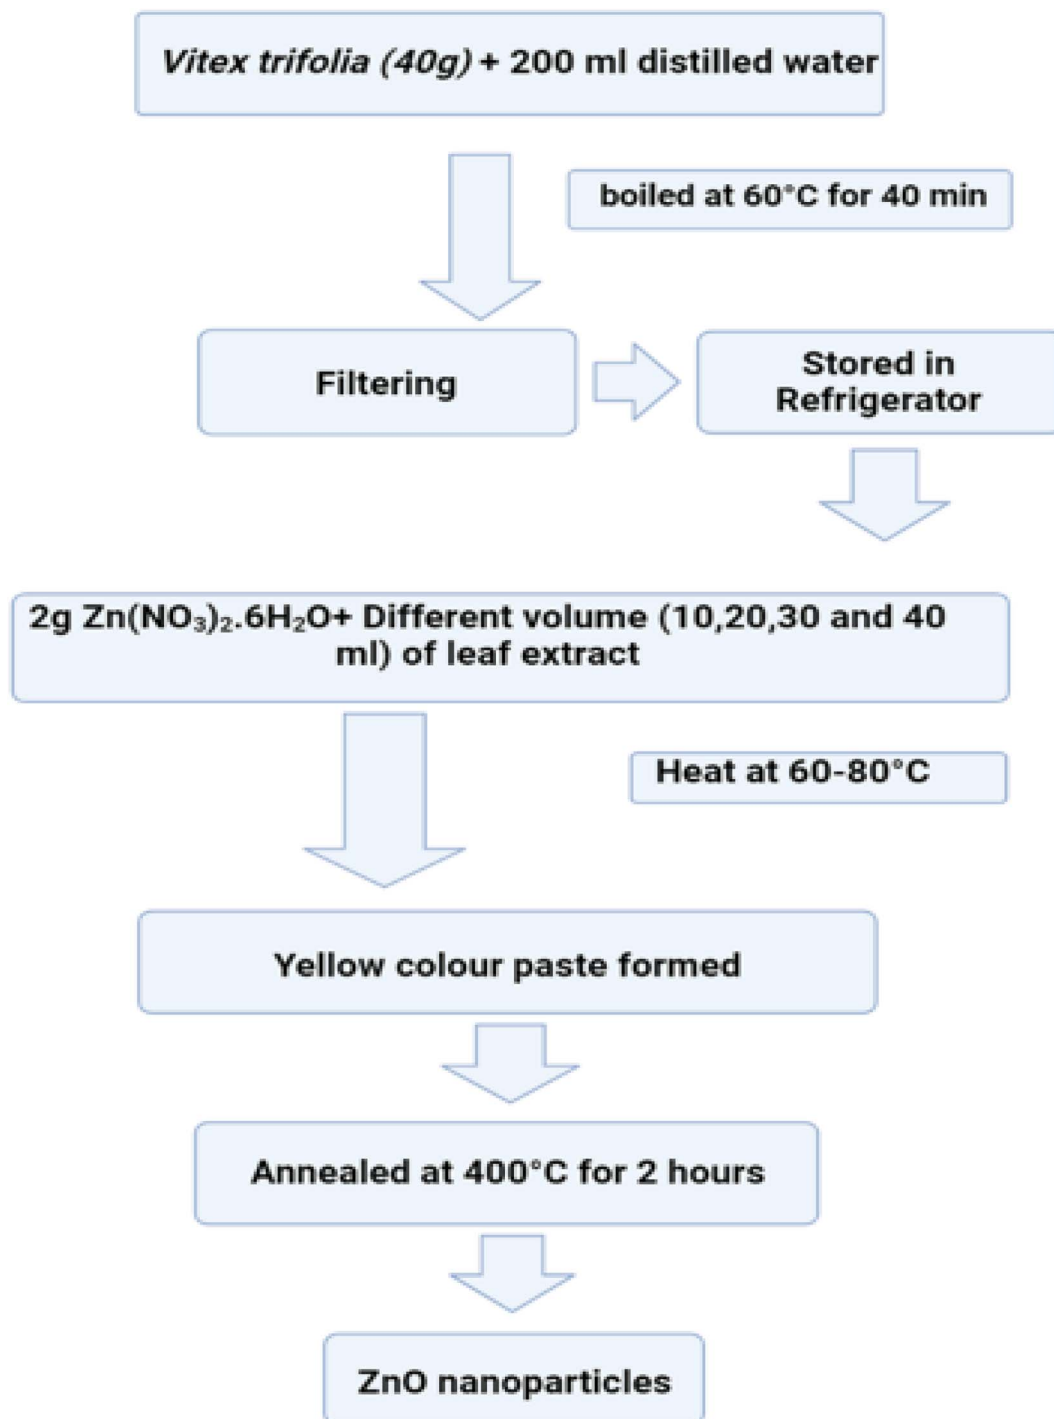 Vitex trifolia (40g) + 200 ml distilled water
boiled at 60°C for 40 min
Filtering
Stored in
Refrigerator
2g Zn(NO₃)₂.6H₂O+ Different volume (10,20,30 and 40
ml) of leaf extract
Heat at 60-80°C
Yellow colour paste formed
Annealed at 400°C for 2 hours
ZnO nanoparticles